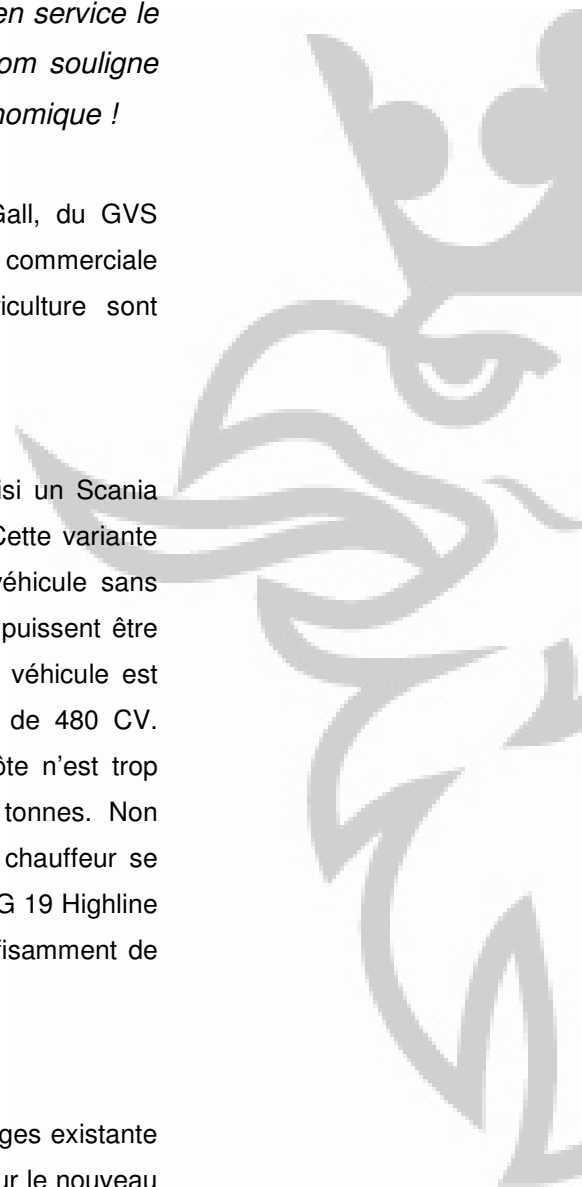 en service le
om souligne
nomique !
Gall, du GVS
commerciale
riculture sont
isi un Scania
Cette variante
véhicule sans
puissent être
véhicule est
de 480 CV.
ôte n'est trop
tonnes. Non
chauffeur se
G 19 Highline
fisamment de
ges existante
ur le nouveau